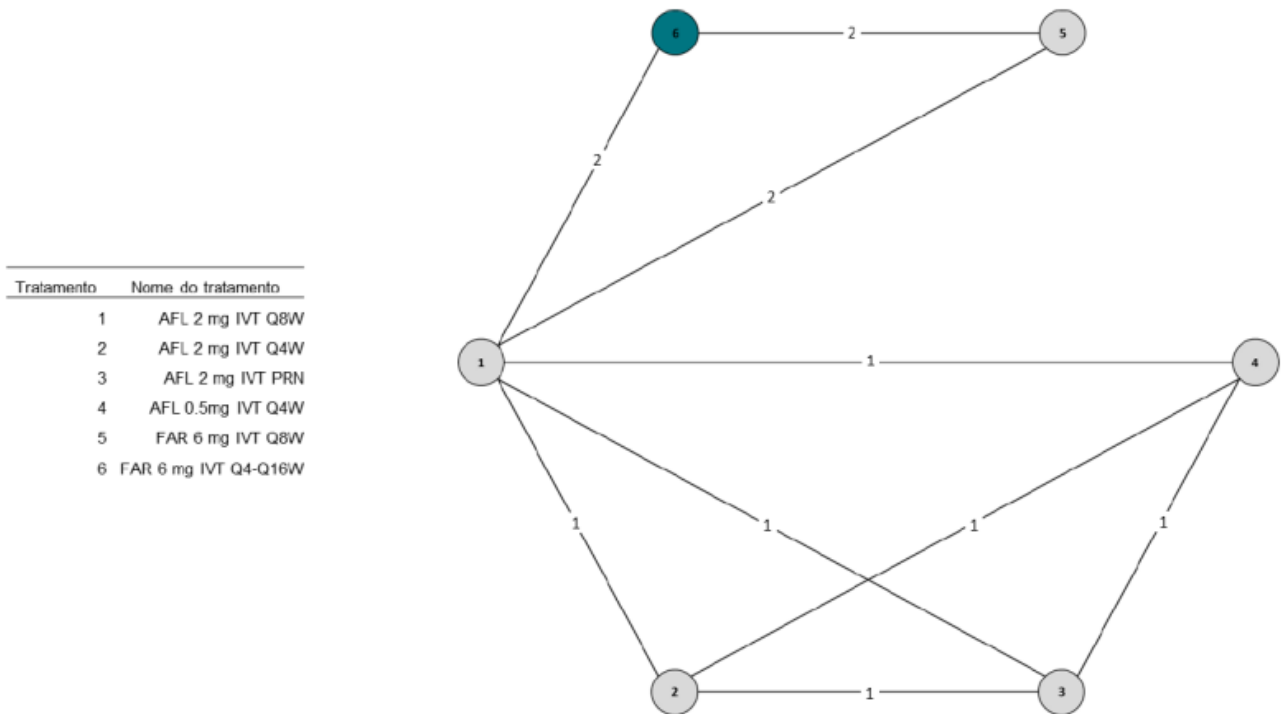 6
2
5
2
2
Tratamento Nome do tratamento
1 AFL 2 mg IVT Q8W
2 AFL 2 mg IVT Q4W
3 AFL 2 mg IVT PRN
4 AFL 0.5mg IVT Q4W
5 FAR 6 mg IVT Q8W
6 FAR 6 mg IVT Q4-Q16W
1
1
4
1
1
1
1
2
1
3